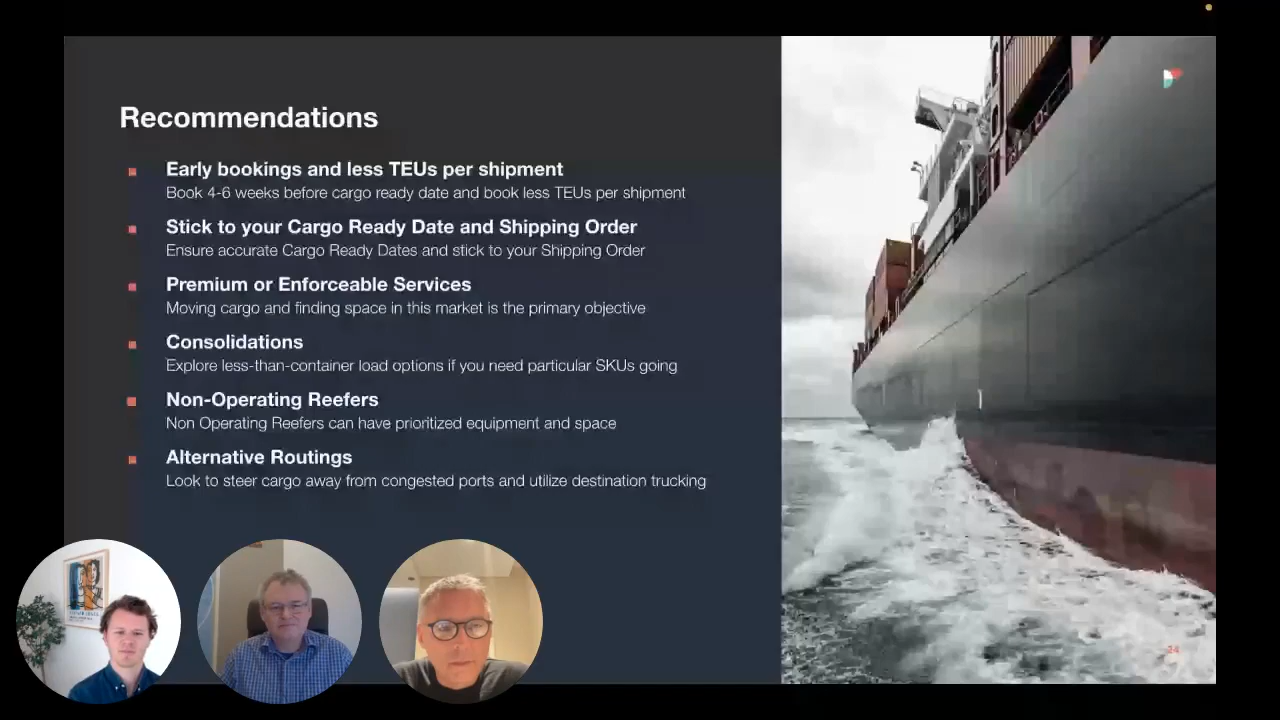 Recommendations
Early bookings and less TEUs per shipment
Book 4-6 weeks before cargo ready date and book less TEUs per shipment
Stick to your Cargo Ready Date and Shipping Order
Ensure accurate Cargo Ready Dates and stick to your Shipping Order
Premium or Enforceable Services
Moving cargo and finding space in this market is the primary objective
Consolidations
Explore less-than-container load options if you need particular SKUs going
Non-Operating Reefers
Non Operating Reefers can have prioritized equipment and space
Alternative Routings
Look to steer cargo away from congested ports and utilize destination trucking
24